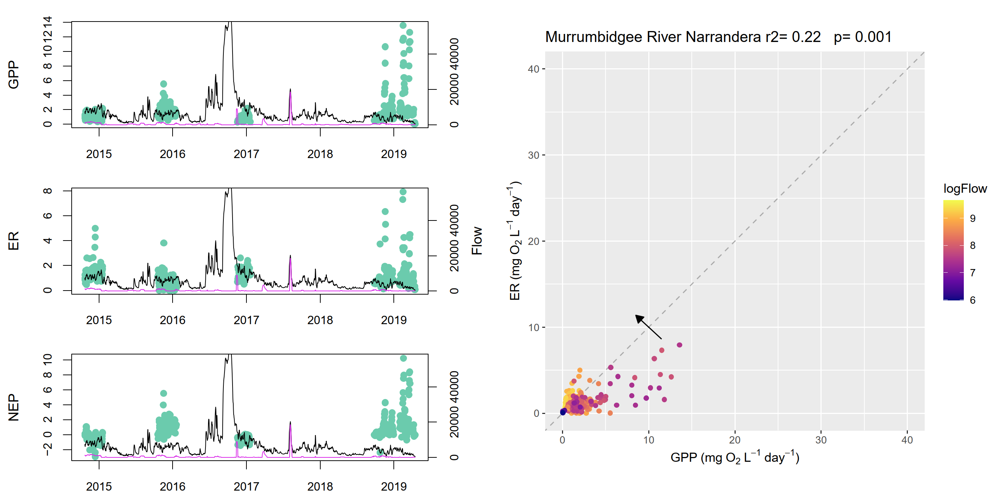 GPP
0 2 4 6 8 10 12 14
0 20000 40000
2015 2016 2017 2018 2019
ER
0 2 4 6 8
0 20000 40000
Flow
2015 2016 2017 2018 2019
NEP
−2 0 2 4 6 8 10
0 20000 40000
2015 2016 2017 2018 2019
Murrumbidgee River Narrandera r2= 0.22 p= 0.001
ER (mg O₂ L⁻¹ day⁻¹)
40
30
20
10
0
0 10 20 30 40
GPP (mg O₂ L⁻¹ day⁻¹)
logFlow
9
8
7
6